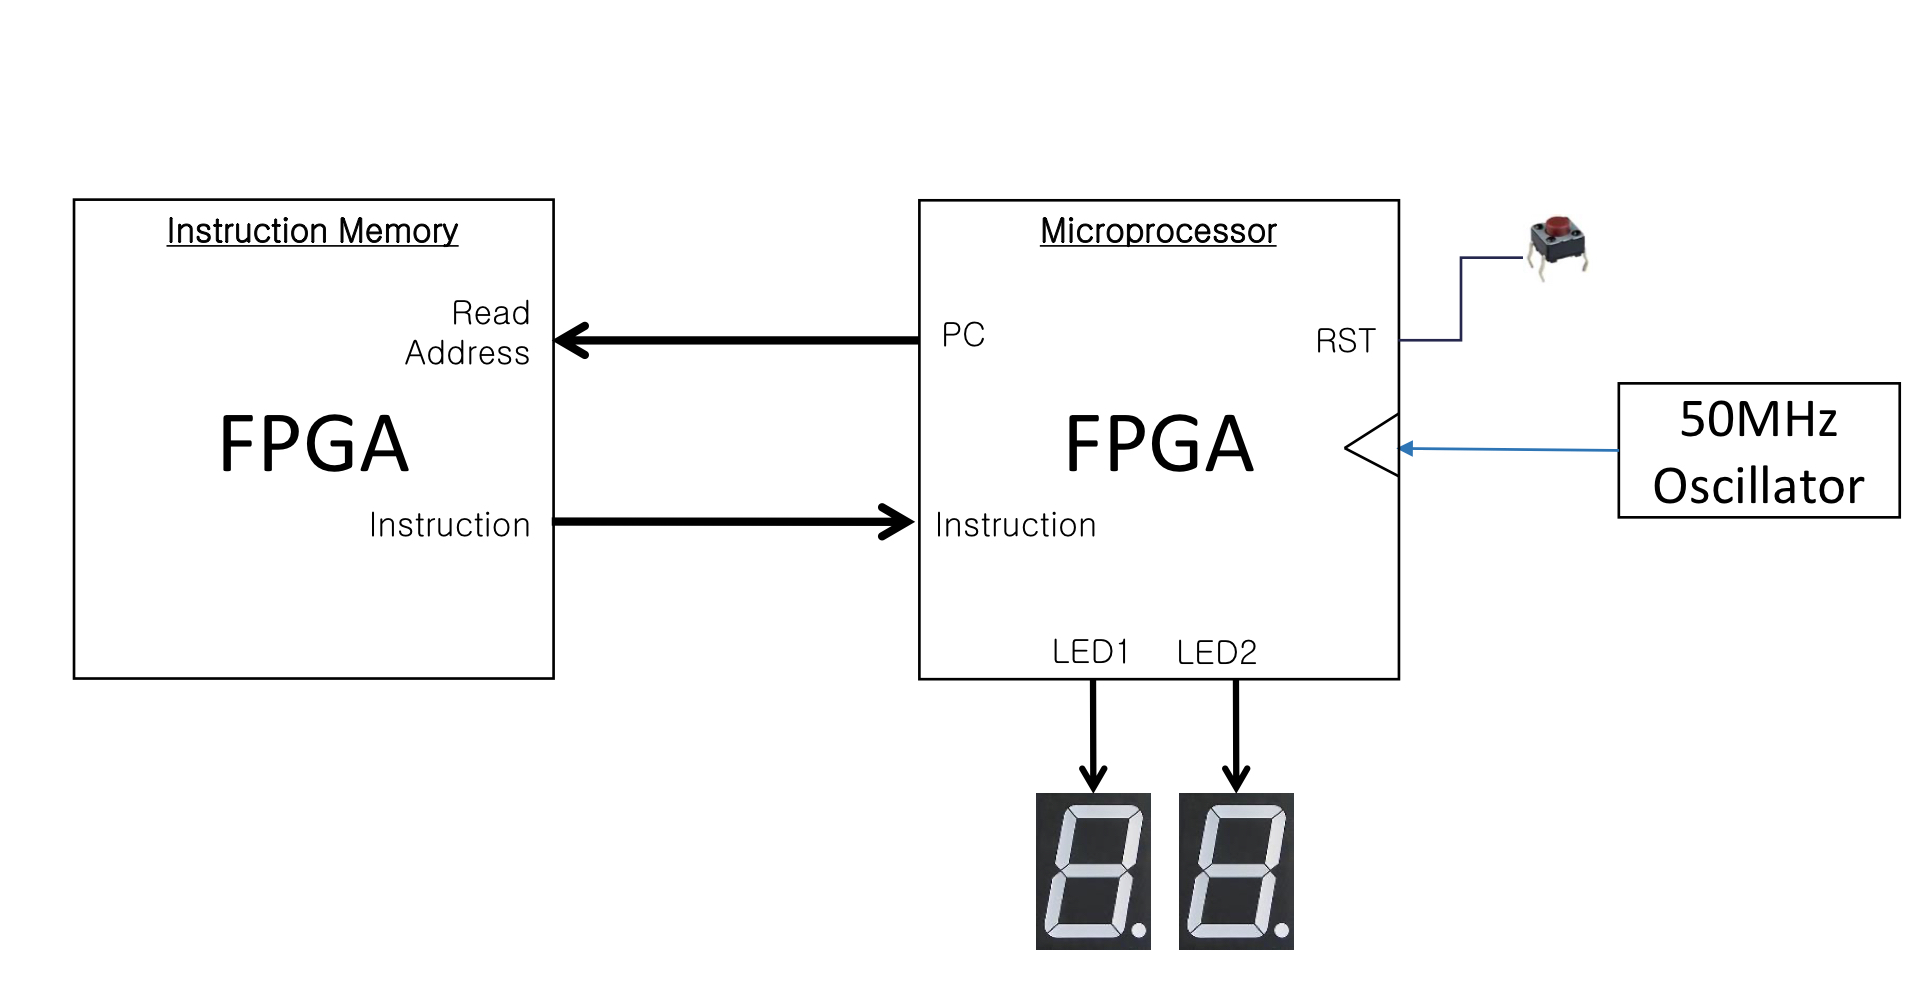 Instruction Memory
Read
Address
FPGA
Instruction
Microprocessor
PC
RST
FPGA
Instruction
LED1
LED2
50MHz
Oscillator